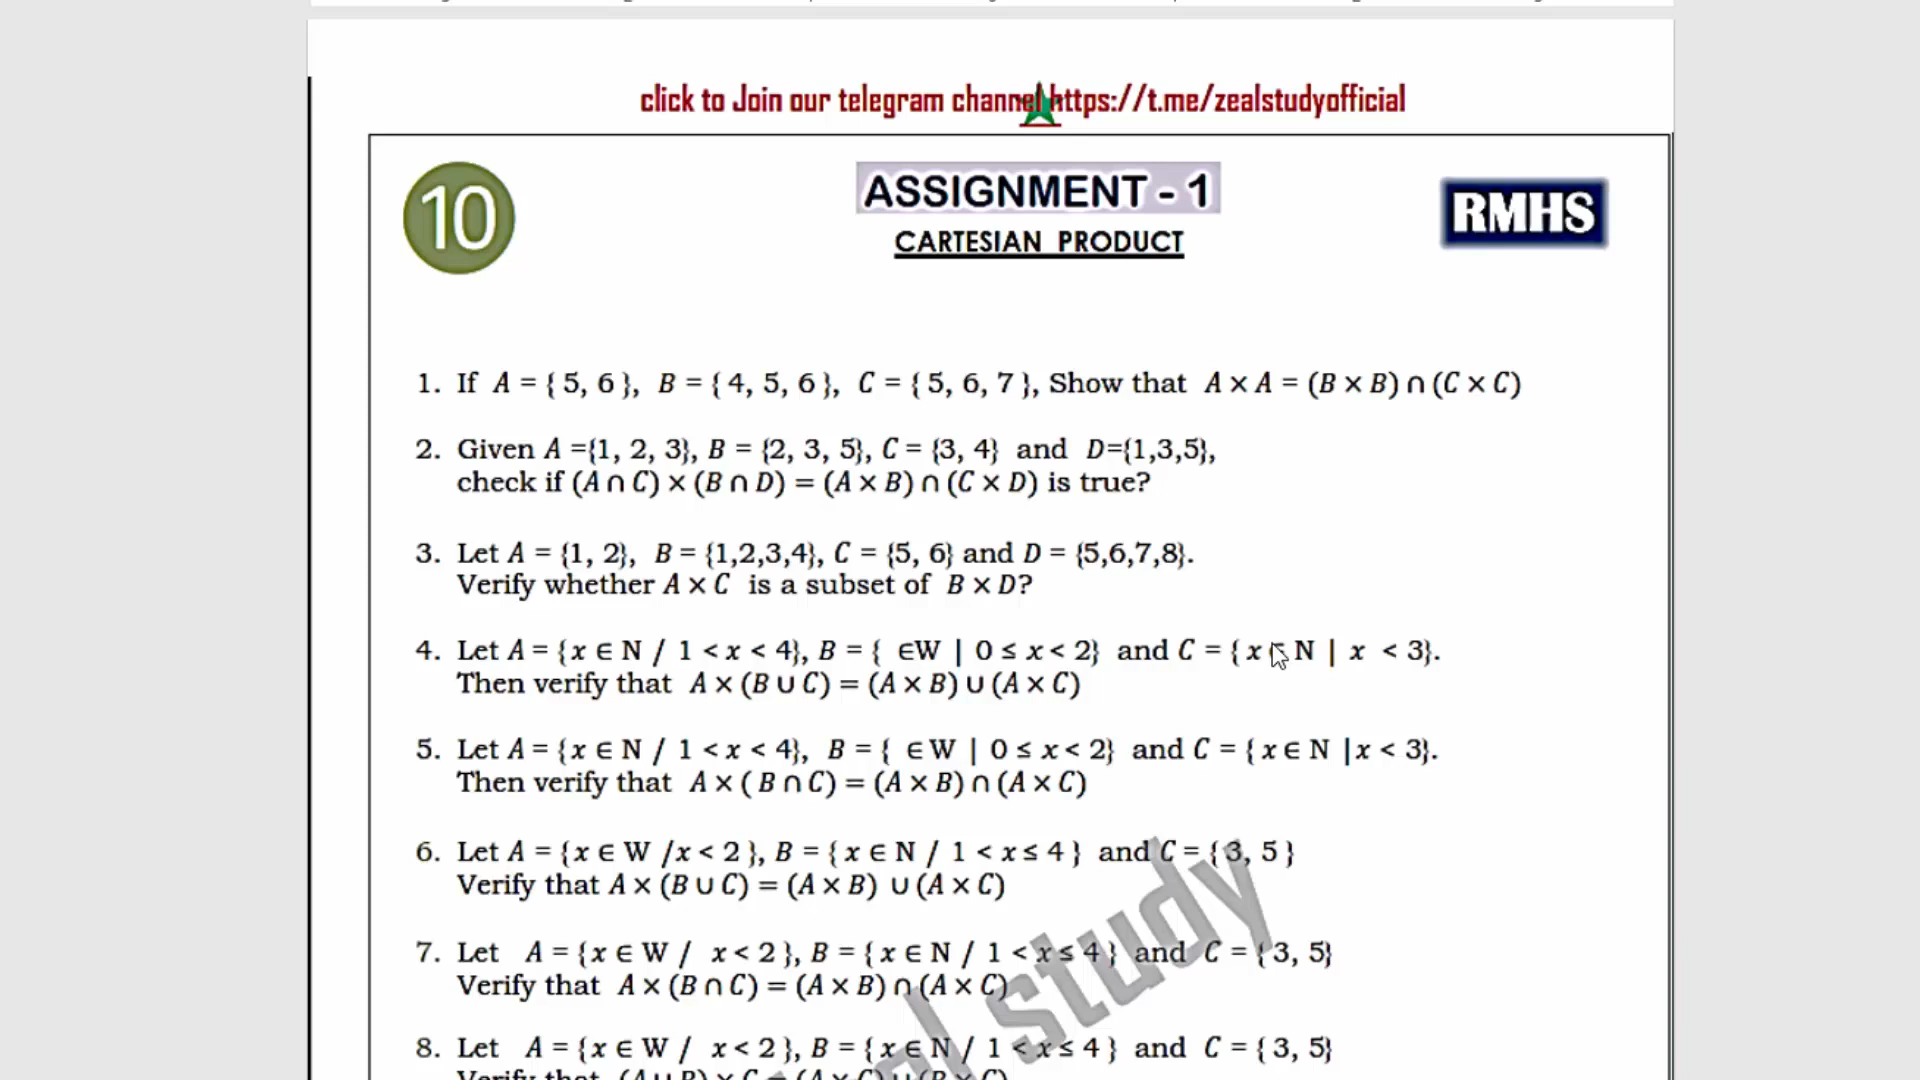 click to Join our telegram channel https://t.me/zealstudyofficial
10
ASSIGNMENT - 1
RMHS
CARTESIAN PRODUCT
1. If A = { 5, 6 }, B = { 4, 5, 6 }, C = { 5, 6, 7 }, Show that A × A = (B × B) ∩ (C × C)
2. Given A ={1, 2, 3}, B = {2, 3, 5}, C = {3, 4} and D={1,3,5},
check if (A ∩ C) × (B ∩ D) = (A × B) ∩ (C × D) is true?
3. Let A = {1, 2}, B = {1,2,3,4}, C = {5, 6} and D = {5,6,7,8}.
Verify whether A × C is a subset of B × D?
4. Let A = {x ∈ N / 1 < x < 4}, B = { ∈W | 0 ≤ x < 2} and C = { x ∈ N | x < 3}.
Then verify that A × (B ∪ C) = (A × B) ∪ (A × C)
5. Let A = {x ∈ N / 1 < x < 4}, B = { ∈ W | 0 ≤ x < 2} and C = { x ∈ N |x < 3}.
Then verify that A × ( B ∩ C) = (A × B) ∩ (A × C)
6. Let A = {x ∈ W /x < 2 }, B = { x ∈ N / 1 < x ≤ 4 } and C = { 3, 5 }
Verify that A × (B ∪ C) = (A × B) ∪ (A × C)
7. Let A = {x ∈ W / x < 2 }, B = {x ∈ N / 1 < x ≤ 4 } and C = { 3, 5}
Verify that A × (B ∩ C) = (A × B) ∩ (A × C)
8. Let A = {x ∈ W / x < 2 }, B = {x ∈ N / 1 < x ≤ 4 } and C = { 3, 5}
Verify that (A ∪ B) × C = (A × C) ∪ (B × C)
study